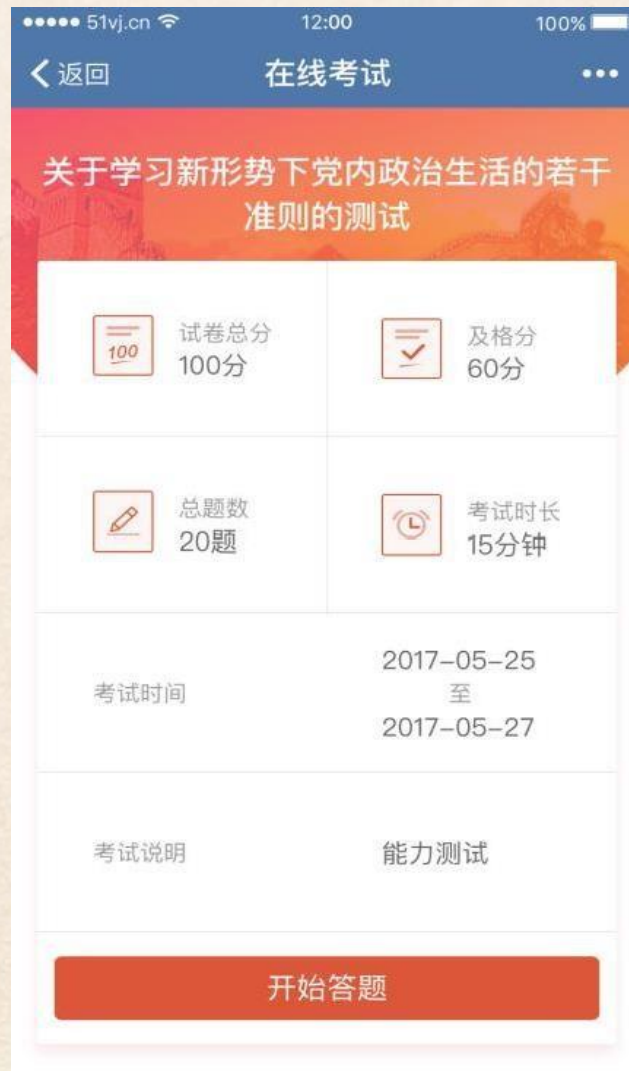 51vj.cn 12:00 100%
返回 在线考试
关于学习新形势下党内政治生活的若干
准则的测试
100
试卷总分
100分
及格分
60分
总题数
20题
考试时长
15分钟
考试时间
2017-05-25
至
2017-05-27
考试说明 能力测试
开始答题